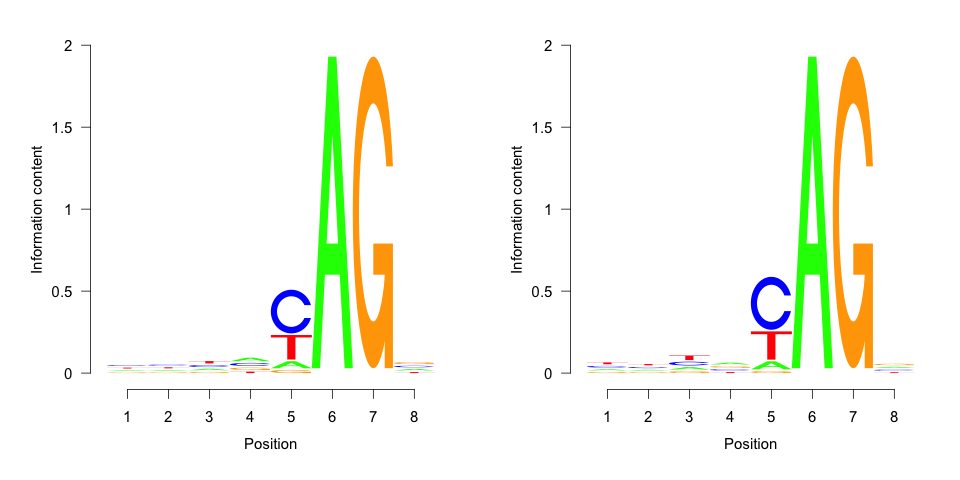 2
1.5
1
0.5
0
Information content
C
T
A
A
G
1 2 3 4 5 6 7 8
Position
2
1.5
1
0.5
0
Information content
C
T
A
A
G
1 2 3 4 5 6 7 8
Position